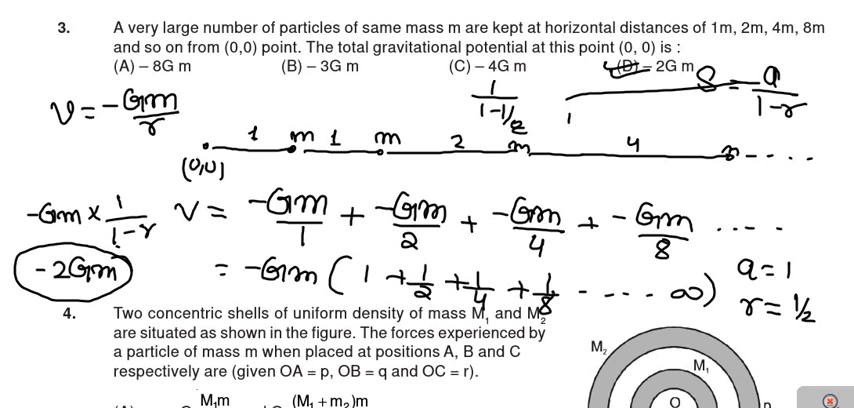 3. A very large number of particles of same mass m are kept at horizontal distances of 1m, 2m, 4m, 8m
and so on from (0,0) point. The total gravitational potential at this point (0, 0) is :
(A) – 8G m (B) – 3G m (C) – 4G m (D) – 2G m
S = a/(1-r)
V = -Gm/r
1/(1-1/2)
1 m 1 m 2 m 4 m ....
(0,0)
-Gm × 1/(1-r)
V = -Gm/1 + -Gm/2 + -Gm/4 + -Gm/8 .....
-2Gm
= -Gm (1 + 1/2 + 1/4 + 1/8 - .... ∞)
a = 1
r = 1/2
4. Two concentric shells of uniform density of mass M₁ and M₂
are situated as shown in the figure. The forces experienced by
a particle of mass m when placed at positions A, B and C
respectively are (given OA = p, OB = q and OC = r).
M₂
M₁
O
M₁m (M₁ + m₂)m